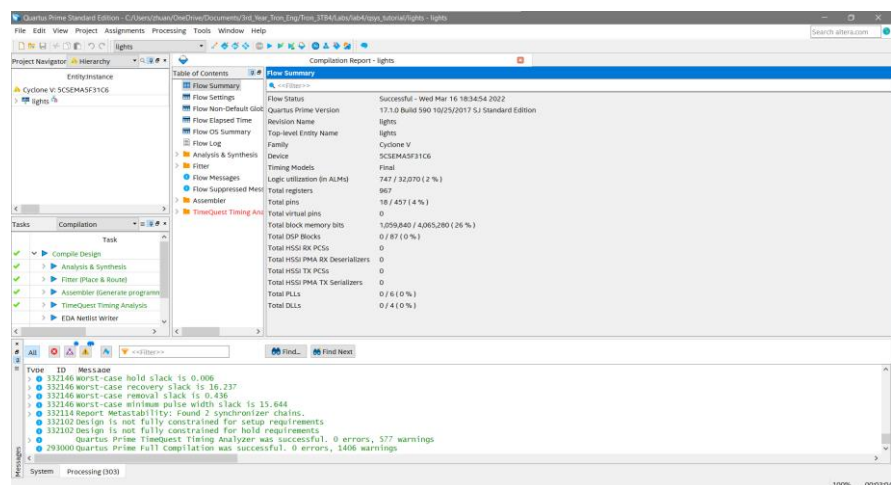 Quartus Prime Standard Edition - C:/Users/zhuan/OneDrive/Documents/3rd_Year_Tron_Eng/Tron_3TB4/Labs/lab4/qsys_tutorial/lights - lights
File Edit View Project Assignments Processing Tools Window Help
Search altera.com
lights
Project Navigator Hierarchy
Compilation Report - lights
Entity:Instance
Cyclone V: 5CSEMA5F31C6
lights
Table of Contents
Flow Summary
Flow Settings
Flow Non-Default Glob
Flow Elapsed Time
Flow OS Summary
Flow Log
Analysis & Synthesis
Fitter
Flow Messages
Flow Suppressed Mess
Assembler
TimeQuest Timing Ana
Flow Summary
<<Filter>>
Flow Status Successful - Wed Mar 16 18:34:54 2022
Quartus Prime Version 17.1.0 Build 590 10/25/2017 SJ Standard Edition
Revision Name lights
Top-level Entity Name lights
Family Cyclone V
Device 5CSEMA5F31C6
Timing Models Final
Logic utilization (in ALMs) 747 / 32,070 ( 2 % )
Total registers 967
Total pins 18 / 457 ( 4 % )
Total virtual pins 0
Total block memory bits 1,059,840 / 4,065,280 ( 26 % )
Total DSP Blocks 0 / 87 ( 0 % )
Total HSSI RX PCSs 0
Total HSSI PMA RX Deserializers 0
Total HSSI TX PCSs 0
Total HSSI PMA TX Serializers 0
Total PLLs 0 / 6 ( 0 % )
Total DLLs 0 / 4 ( 0 % )
Tasks Compilation
Task
Compile Design
Analysis & Synthesis
Fitter (Place & Route)
Assembler (Generate programm
TimeQuest Timing Analysis
EDA Netlist Writer
All <<Filter>> Find... Find Next
Type ID Message
332146 Worst-case hold slack is 0.006
332146 Worst-case recovery slack is 16.237
332146 Worst-case removal slack is 0.436
332146 Worst-case minimum pulse width slack is 15.644
332114 Report Metastability: Found 2 synchronizer chains.
332102 Design is not fully constrained for setup requirements
332102 Design is not fully constrained for hold requirements
Quartus Prime TimeQuest Timing Analyzer was successful. 0 errors, 577 warnings
293000 Quartus Prime Full Compilation was successful. 0 errors, 1406 warnings
Messages
System Processing (303)
100%